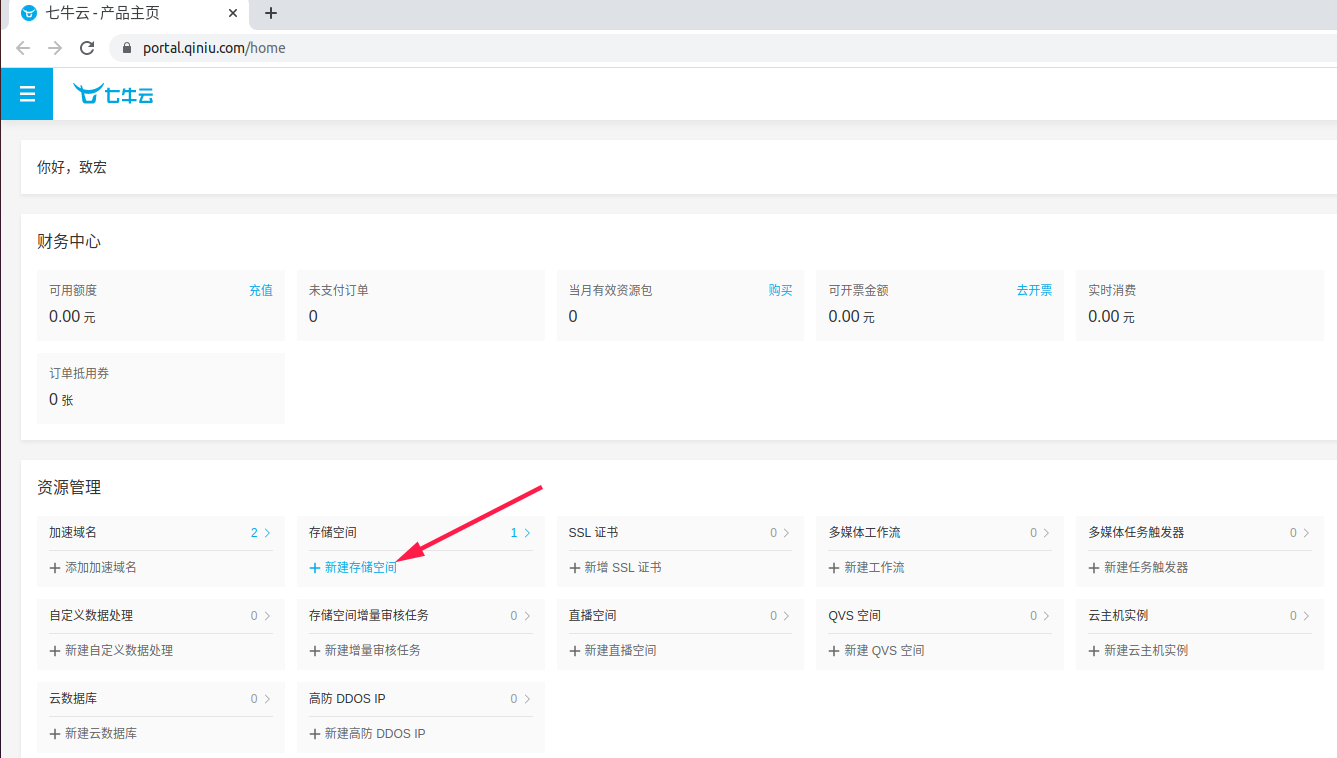 七牛云 - 产品主页
portal.qiniu.com/home
七牛云
你好，致宏
财务中心
可用额度 充值
0.00 元
未支付订单
0
当月有效资源包 购买
0
可开票金额 去开票
0.00 元
实时消费
0.00 元
订单抵用券
0 张
资源管理
加速域名 2
添加加速域名
存储空间 1
新建存储空间
SSL 证书 0
新增 SSL 证书
多媒体工作流 0
新建工作流
多媒体任务触发器 0
新建任务触发器
自定义数据处理 0
新建自定义数据处理
存储空间增量审核任务 0
新建增量审核任务
直播空间 0
新建直播空间
QVS 空间 0
新建 QVS 空间
云主机实例 0
新建云主机实例
云数据库 0
新建云数据库
高防 DDOS IP 0
新建高防 DDOS IP